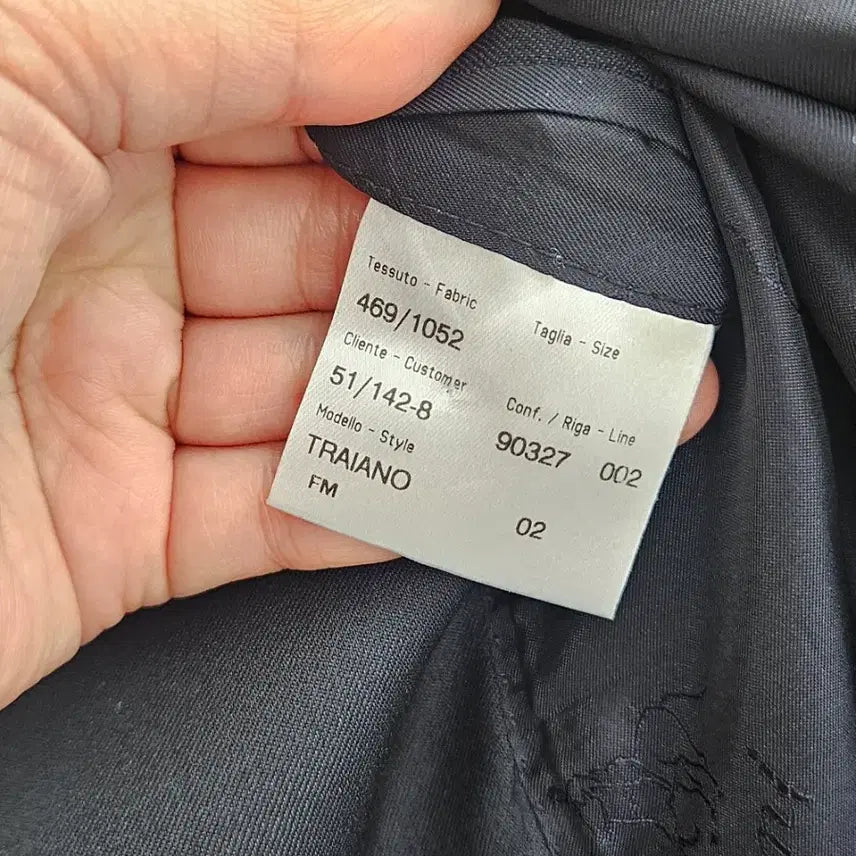 Tessuto - Fabric
469/1052
Taglia - Size
Cliente - Customer
51/142-8
Conf. / Riga - Line
90327 002
Modello - Style
TRAIANO
FM
02